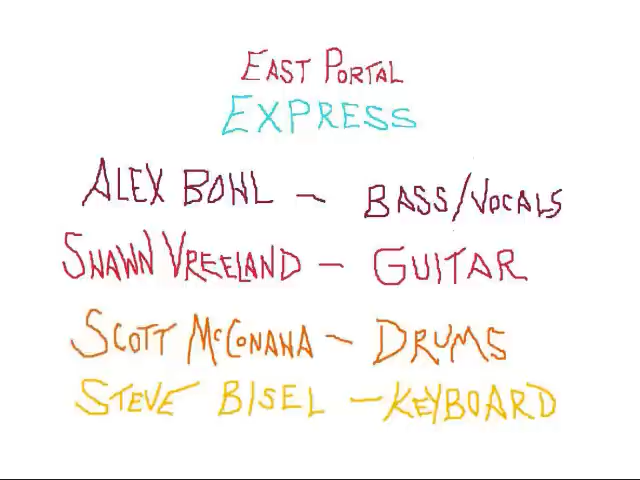 EAST PORTAL
EXPRESS
ALEX BOHL - BASS/VOCALS
SHAWN VREELAND - GUITAR
SCOTT McCONAHA - DRUMS
STEVE BISEL - KEYBOARD